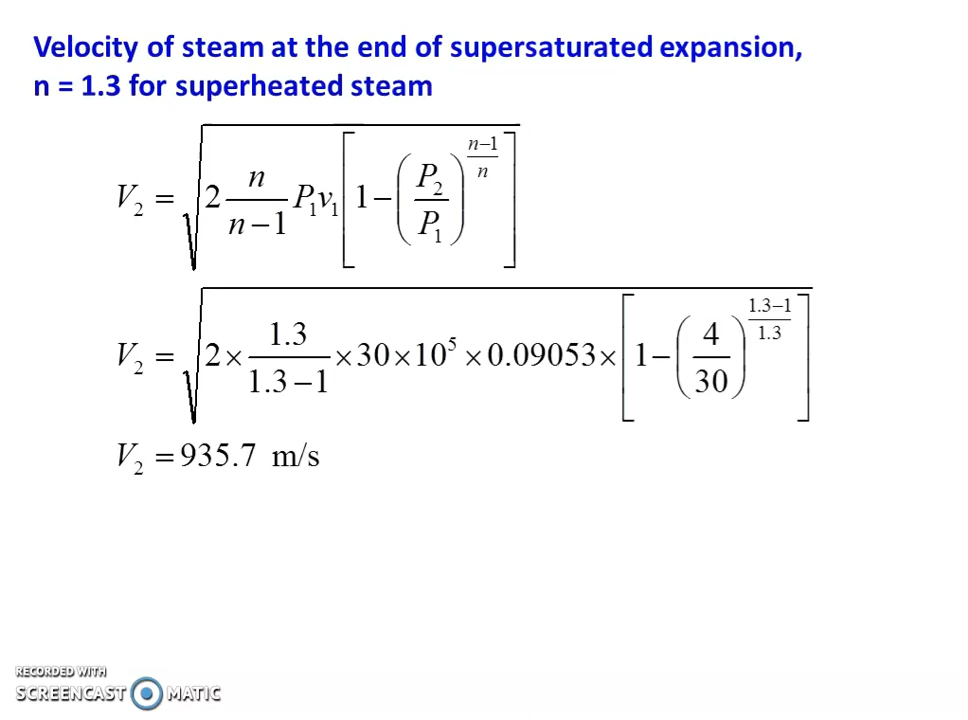 Velocity of steam at the end of supersaturated expansion,
n = 1.3 for superheated steam
V₂ = √(2 n/(n−1) P₁v₁ [1−(P₂/P₁)^((n−1)/n)])
V₂ = √(2× 1.3/(1.3−1) ×30×10⁵ ×0.09053× [1−(4/30)^((1.3−1)/1.3)])
V₂ = 935.7 m/s
RECORDED WITH
SCREENCAST MATIC